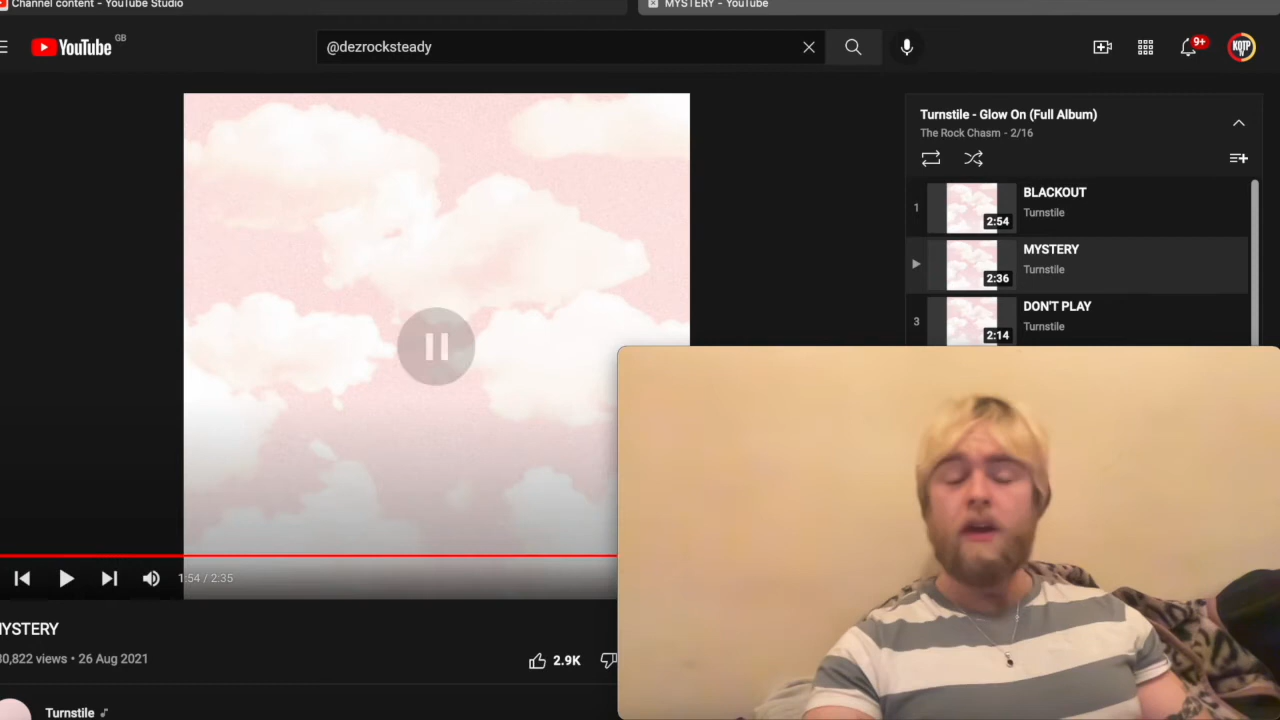 Channel content - YouTube Studio
MYSTERY - YouTube
YouTube GB
@dezrocksteady
9+
KOTP
TV
Turnstile - Glow On (Full Album)
The Rock Chasm - 2/16
1
2:54
BLACKOUT
Turnstile
2:36
MYSTERY
Turnstile
3
2:14
DON'T PLAY
Turnstile
1:54 / 2:35
YSTERY
0,822 views • 26 Aug 2021
2.9K
Turnstile